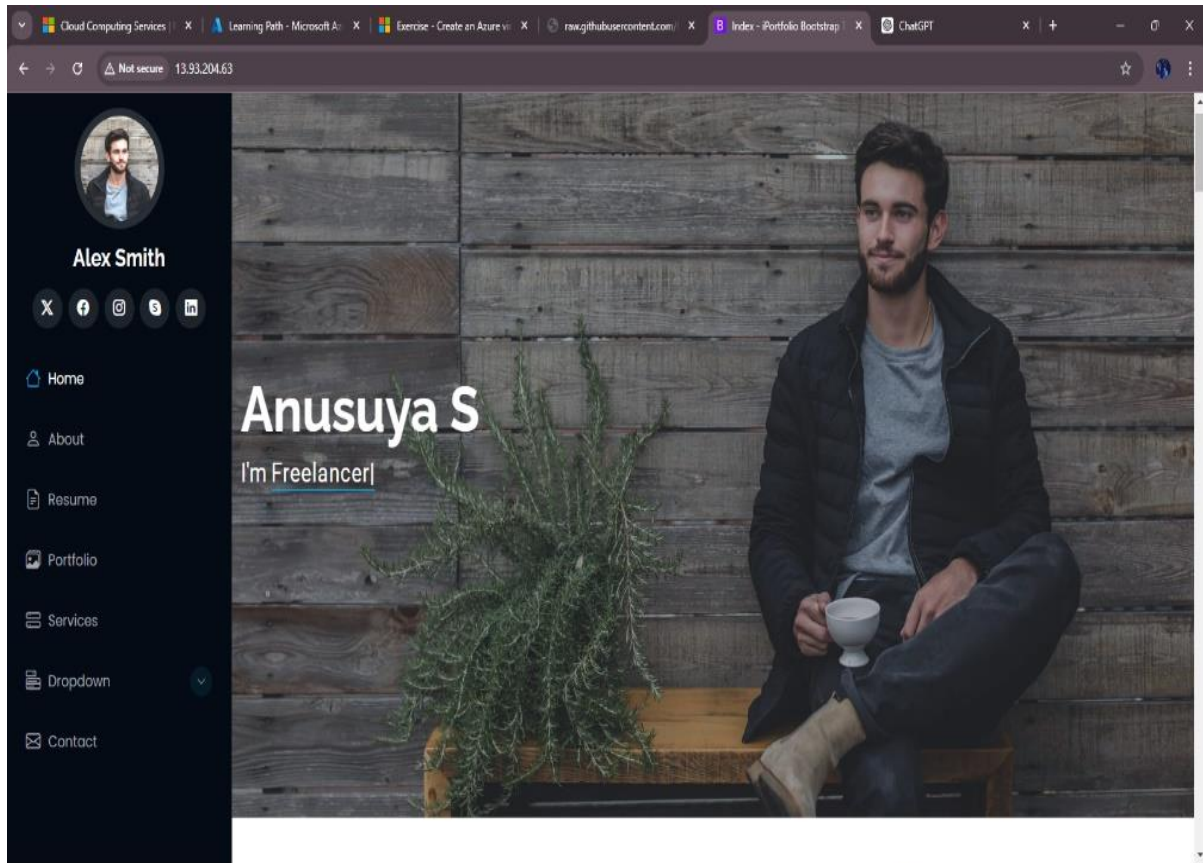 Cloud Computing Services |
Learning Path - Microsoft Az
Exercise - Create an Azure vir
raw.githubusercontent.com/
Index - iPortfolio Bootstrap
ChatGPT
Not secure 13.93.204.63
Alex Smith
Home
About
Resume
Portfolio
Services
Dropdown
Contact
Anusuya S
I'm Freelancer|